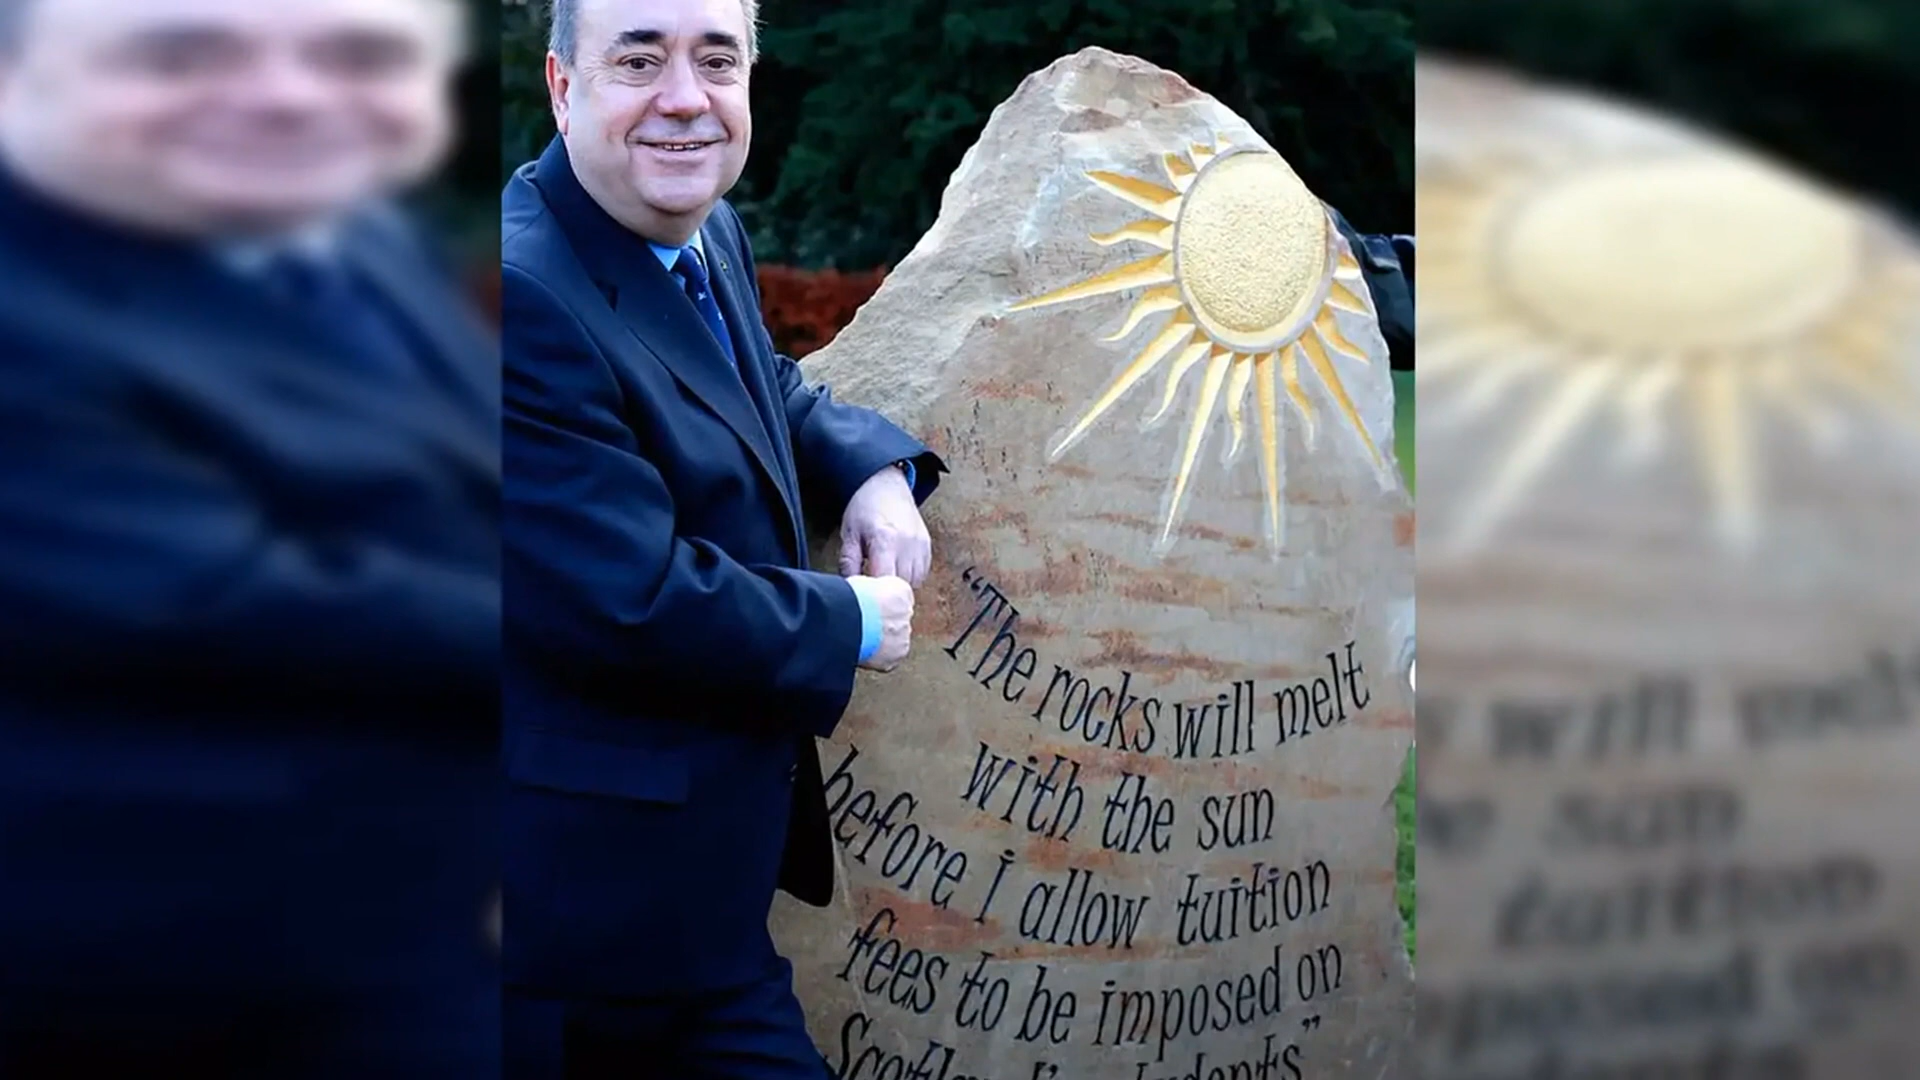 “The rocks will melt
with the sun
before I allow tuition
fees to be imposed on